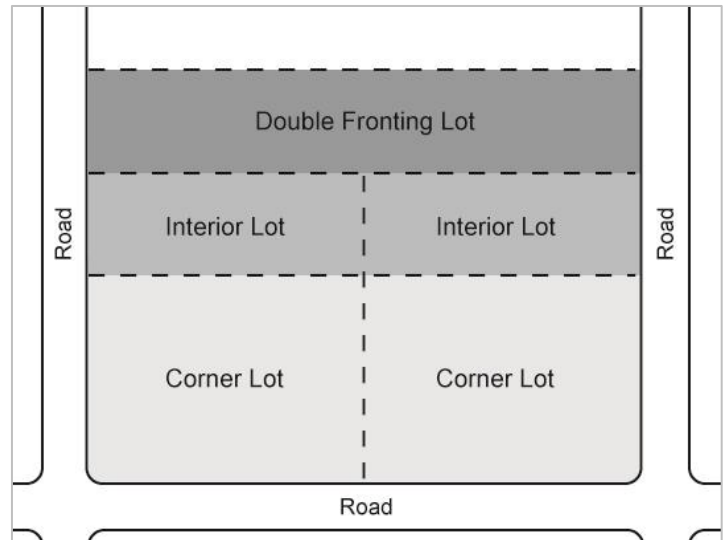 Double Fronting Lot
Interior Lot
Interior Lot
Road
Road
Corner Lot
Corner Lot
Road